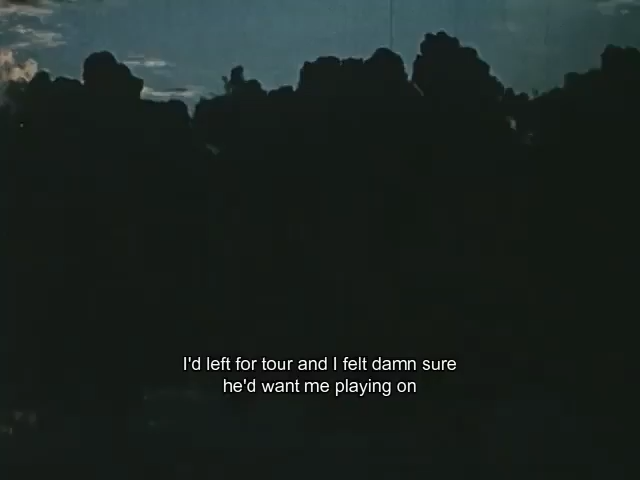 I'd left for tour and I felt damn sure
he'd want me playing on